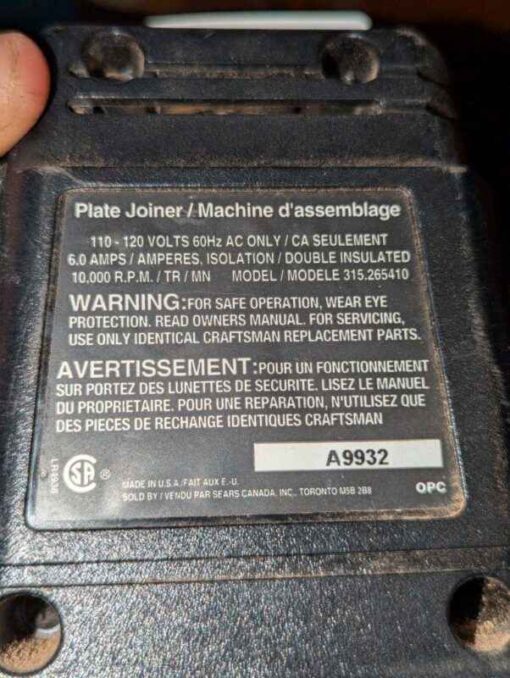 Plate Joiner / Machine d'assemblage
110 - 120 VOLTS 60Hz AC ONLY / CA SEULEMENT
6.0 AMPS / AMPERES, ISOLATION / DOUBLE INSULATED
10,000 R.P.M. / TR / MN MODEL / MODELE 315.265410
WARNING: FOR SAFE OPERATION, WEAR EYE
PROTECTION. READ OWNERS MANUAL. FOR SERVICING,
USE ONLY IDENTICAL CRAFTSMAN REPLACEMENT PARTS.
AVERTISSEMENT: POUR UN FONCTIONNEMENT
SUR PORTEZ DES LUNETTES DE SECURITE. LISEZ LE MANUEL
DU PROPRIETAIRE. POUR UNE REPARATION, N'UTILISEZ QUE
DES PIECES DE RECHANGE IDENTIQUES CRAFTSMAN
A9932
SA ®
MADE IN U.S.A. / FAIT AUX E.-U.
SOLD BY / VENDU PAR SEARS CANADA, INC., TORONTO M5B 2B8
OPC